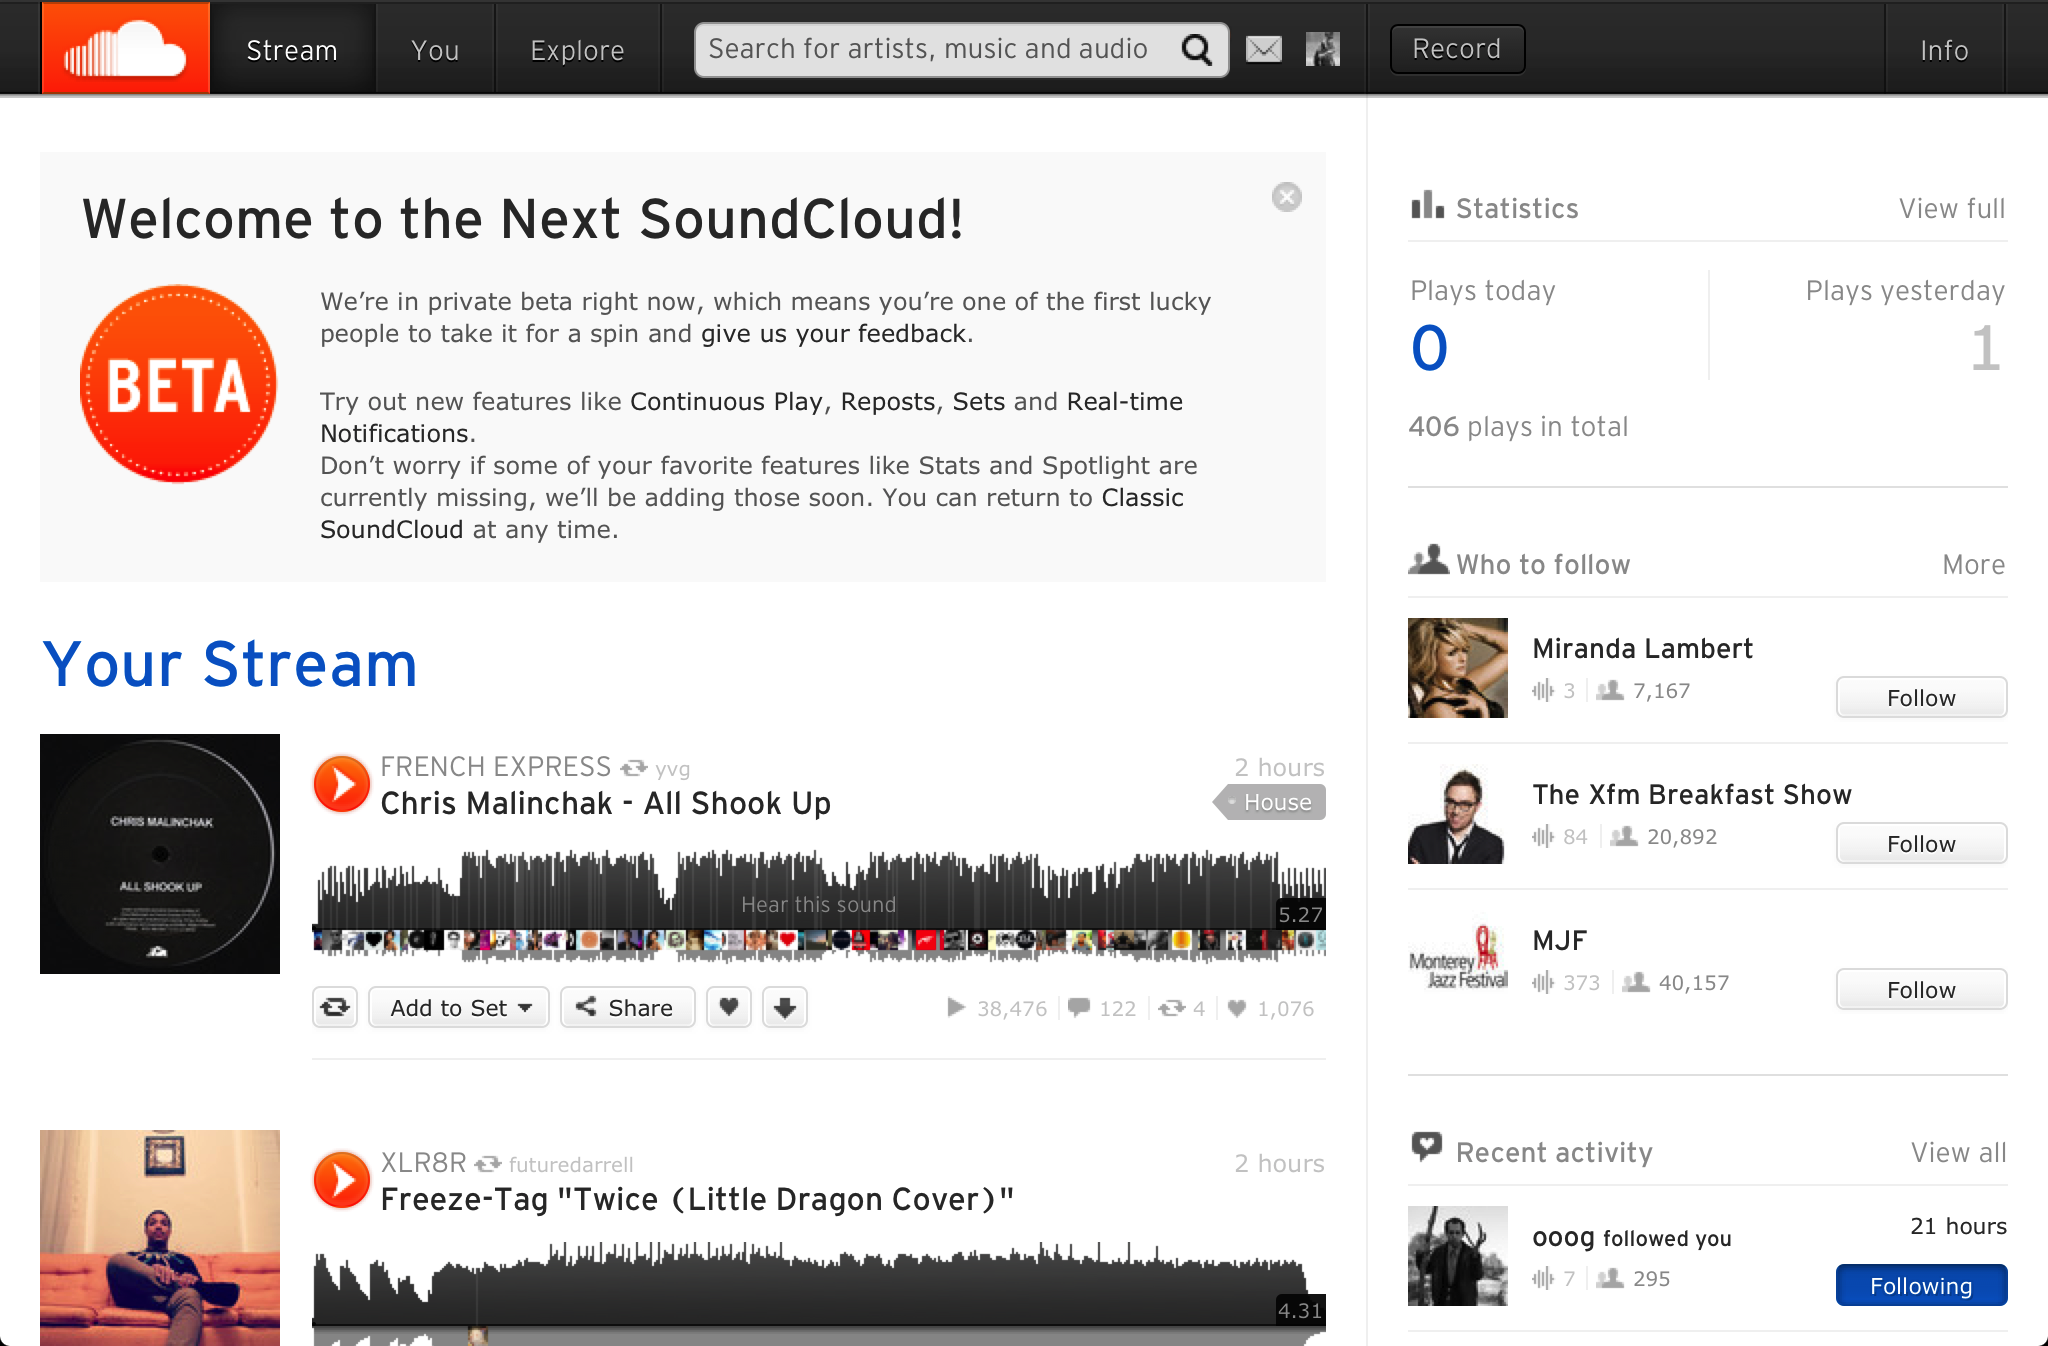 Stream
You
Explore
Search for artists, music and audio
Record
Info
Welcome to the Next SoundCloud!
BETA
We’re in private beta right now, which means you’re one of the first lucky
people to take it for a spin and give us your feedback.
Try out new features like Continuous Play, Reposts, Sets and Real-time
Notifications.
Don’t worry if some of your favorite features like Stats and Spotlight are
currently missing, we’ll be adding those soon. You can return to Classic
SoundCloud at any time.
Your Stream
CHRIS MALINCHAK
ALL SHOOK UP
FRENCH EXPRESS yvg
2 hours
Chris Malinchak - All Shook Up
House
Hear this sound
5.27
Add to Set
Share
38,476
122
4
1,076
XLR8R futuredarrell
2 hours
Freeze-Tag "Twice (Little Dragon Cover)"
4.31
Statistics
View full
Plays today
Plays yesterday
0
1
406 plays in total
Who to follow
More
Miranda Lambert
3
7,167
Follow
The Xfm Breakfast Show
84
20,892
Follow
Monterey
Jazz Festival
MJF
373
40,157
Follow
Recent activity
View all
ooog followed you
21 hours
7
295
Following